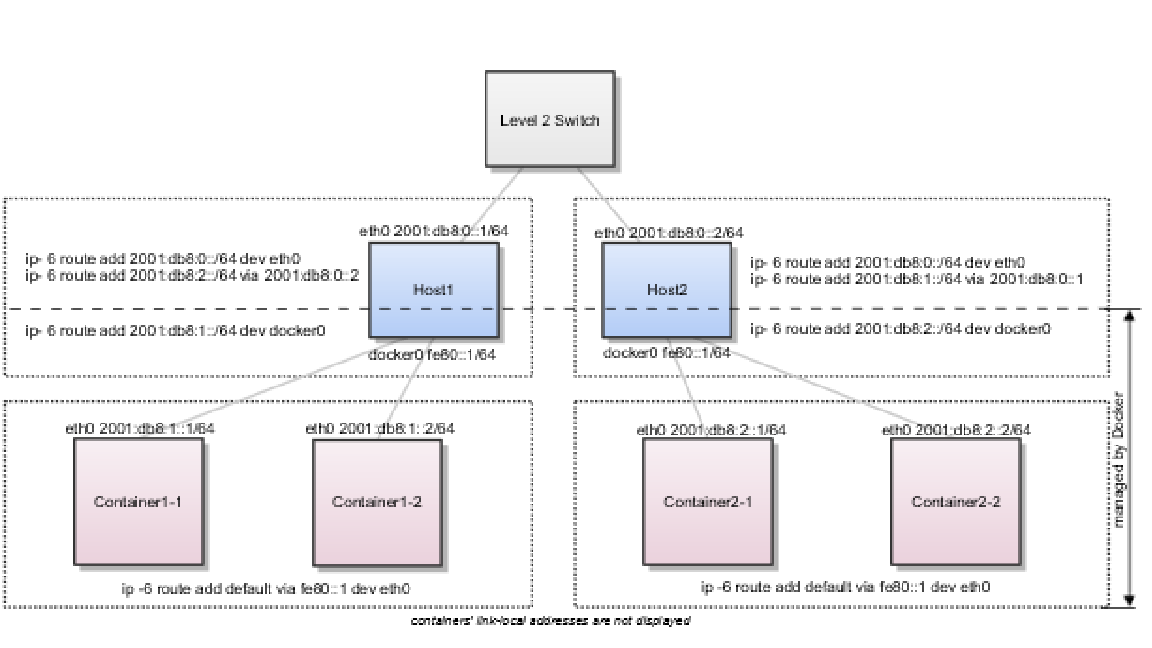 Level 2 Switch
eth0 2001:db8:0::1/64
eth0 2001:db8:0::2/64
ip- 6 route add 2001:db8:0::/64 dev eth0
ip- 6 route add 2001:db8:2::/64 via 2001:db8:0::2
Host1
Host2
ip- 6 route add 2001:db8:0::/64 dev eth0
ip- 6 route add 2001:db8:1::/64 via 2001:db8:0::1
ip- 6 route add 2001:db8:1::/64 dev docker0
ip- 6 route add 2001:db8:2::/64 dev docker0
docker0 fe80::1/64
docker0 fe80::1/64
eth0 2001:db8:1::1/64
eth0 2001:db8:1::2/64
eth0 2001:db8:2::1/64
eth0 2001:db8:2::2/64
Container1-1
Container1-2
Container2-1
Container2-2
managed by Docker
ip -6 route add default via fe80::1 dev eth0
ip -6 route add default via fe80::1 dev eth0
containers' link-local addresses are not displayed